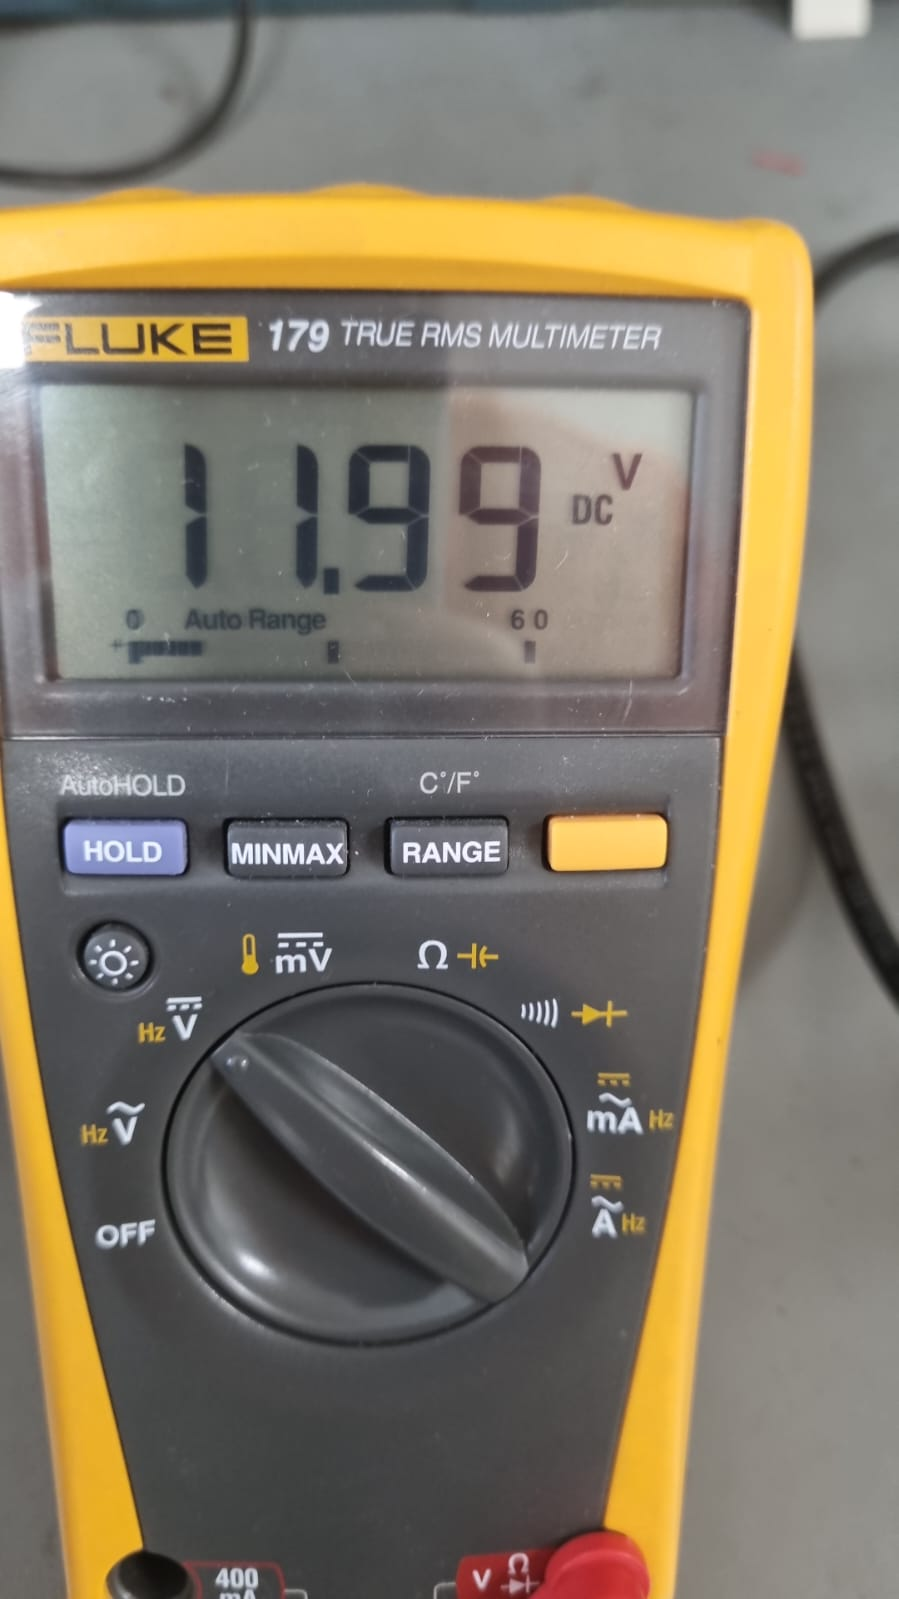 FLUKE 179 TRUE RMS MULTIMETER
11.99 DC V
0 Auto Range 60
AutoHOLD C°/F°
HOLD MINMAX RANGE
mV Ω
Hz V
Hz V mA Hz
OFF A Hz
400 mA V Ω